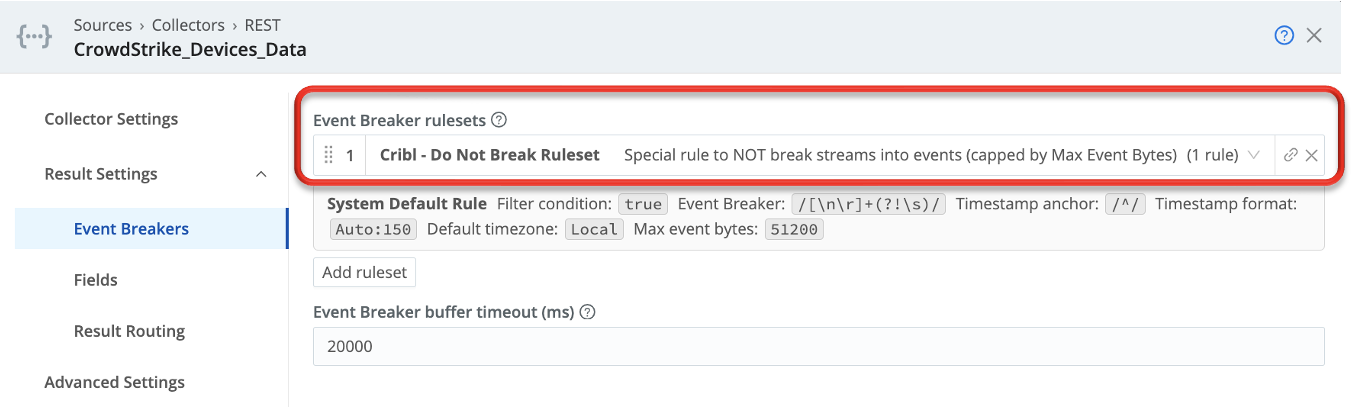 Sources › Collectors › REST
CrowdStrike_Devices_Data
Collector Settings
Result Settings
Event Breakers
Fields
Result Routing
Advanced Settings
Event Breaker rulesets
1 Cribl - Do Not Break Ruleset Special rule to NOT break streams into events (capped by Max Event Bytes) (1 rule)
System Default Rule Filter condition: true Event Breaker: /[\n\r]+(?!\s)/ Timestamp anchor: /^/ Timestamp format:
Auto:150 Default timezone: Local Max event bytes: 51200
Add ruleset
Event Breaker buffer timeout (ms)
20000